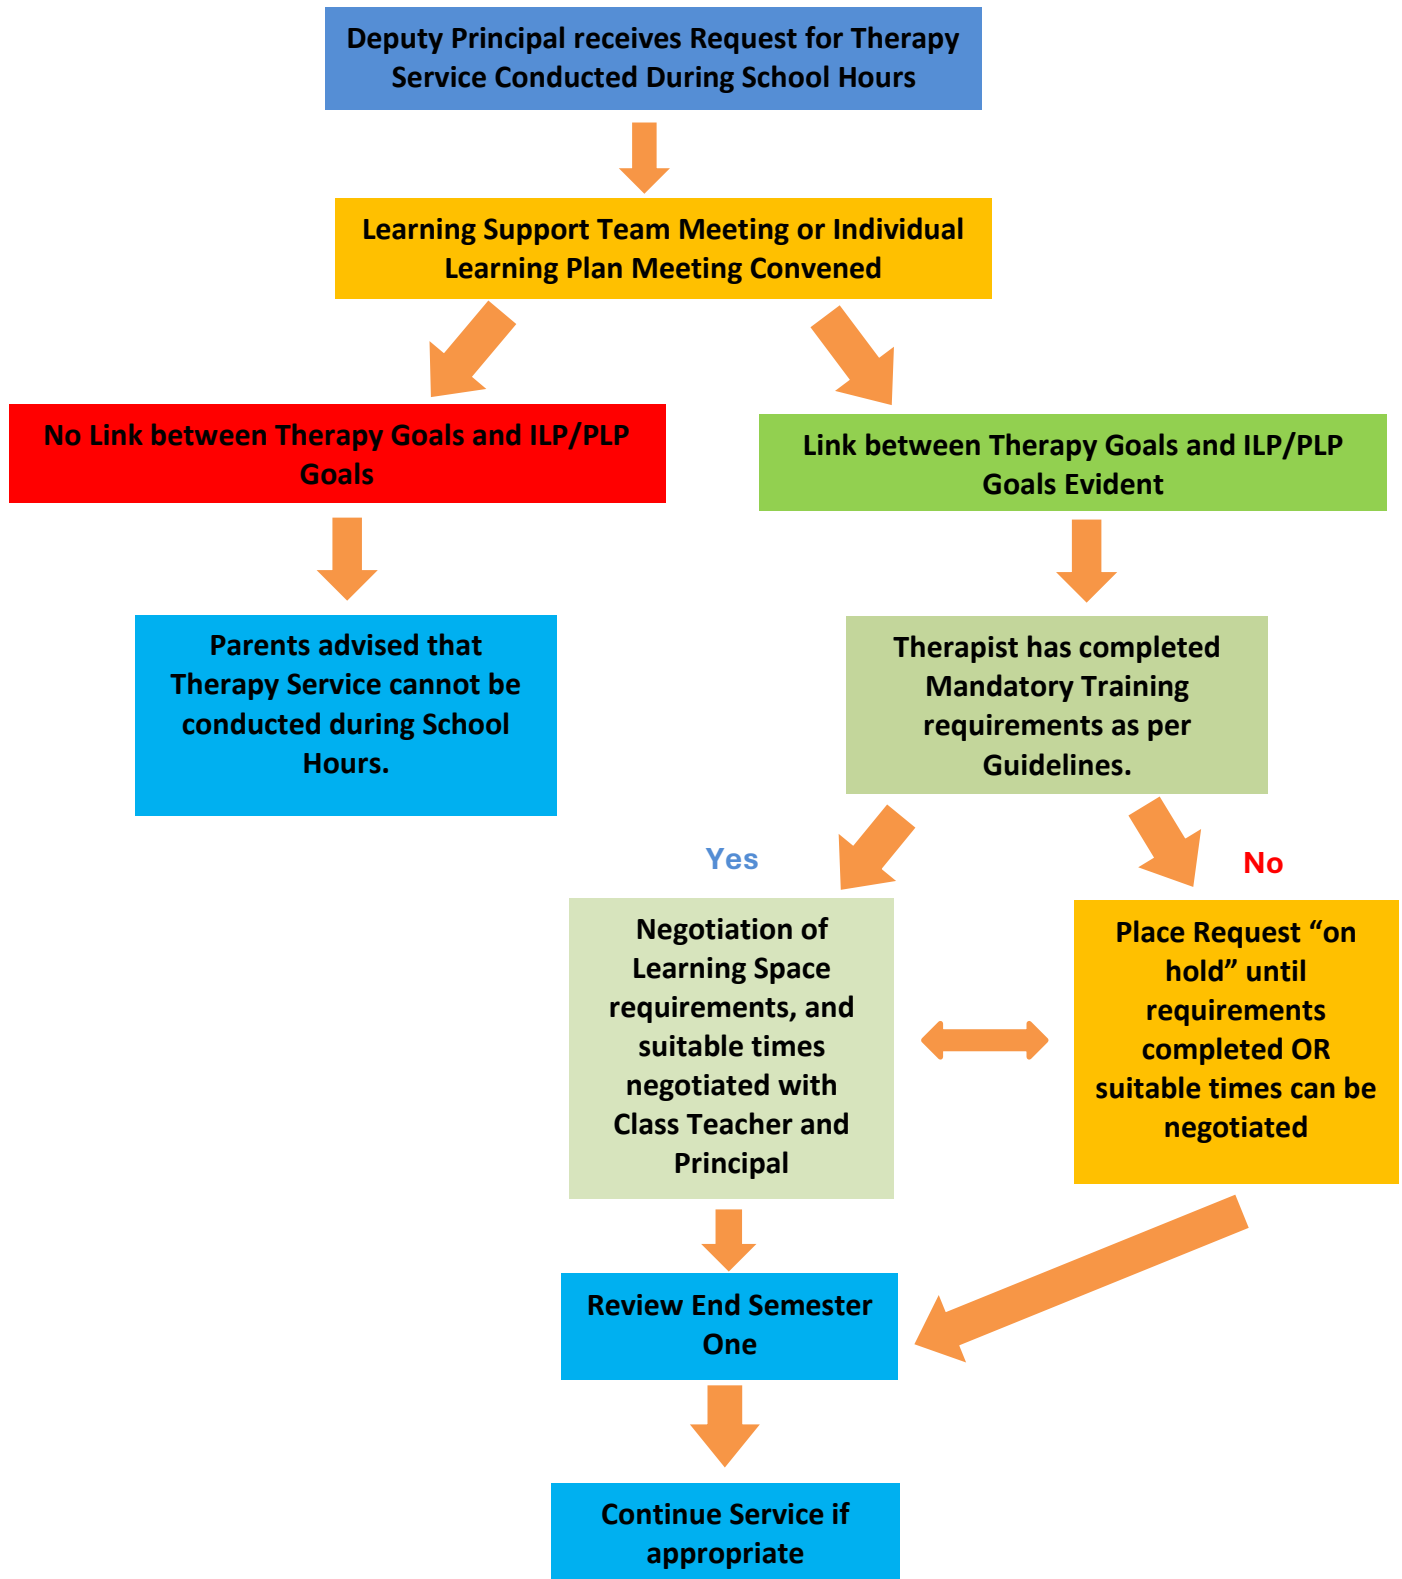 Deputy Principal receives Request for Therapy
Service Conducted During School Hours
Learning Support Team Meeting or Individual
Learning Plan Meeting Convened
No Link between Therapy Goals and ILP/PLP
Goals
Link between Therapy Goals and ILP/PLP
Goals Evident
Parents advised that
Therapy Service cannot be
conducted during School
Hours.
Therapist has completed
Mandatory Training
requirements as per
Guidelines.
Yes
No
Negotiation of
Learning Space
requirements, and
suitable times
negotiated with
Class Teacher and
Principal
Place Request “on
hold” until
requirements
completed OR
suitable times can be
negotiated
Review End Semester
One
Continue Service if
appropriate